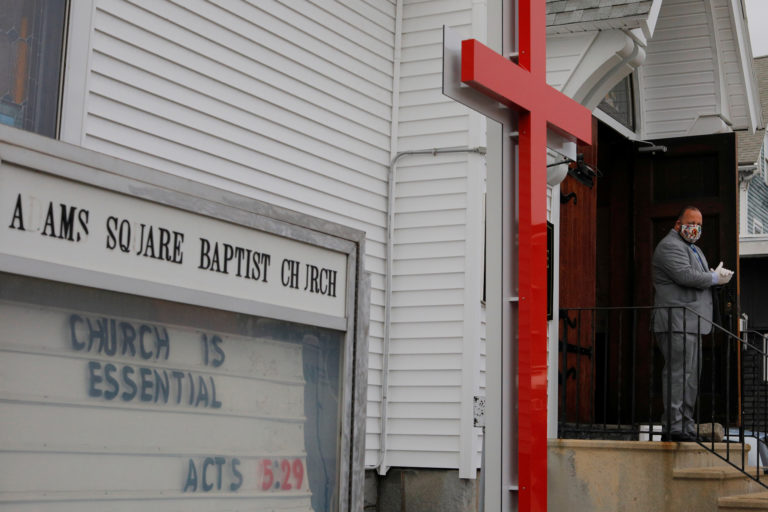 ADAMS SQUARE BAPTIST CHURCH
CHURCH IS
ESSENTIAL
ACTS 5:29